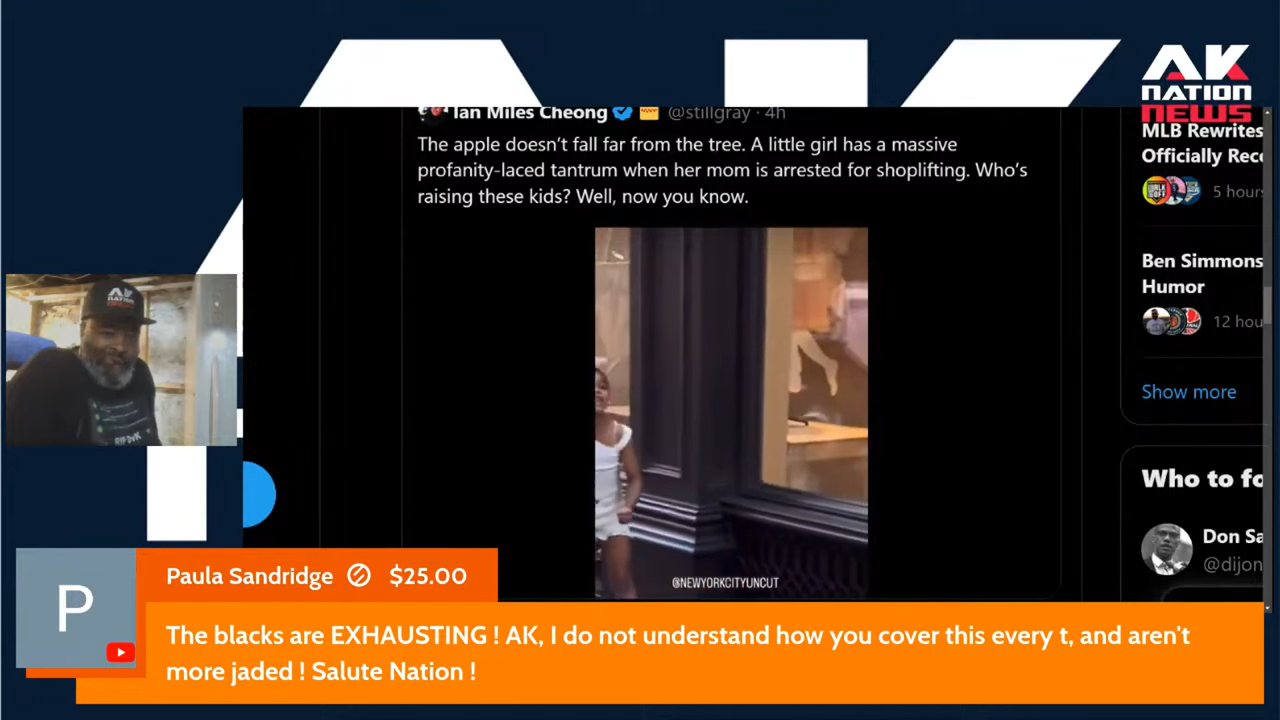 AK
NATION
NEWS
Ian Miles Cheong @stillgray · 4h
The apple doesn't fall far from the tree. A little girl has a massive
profanity-laced tantrum when her mom is arrested for shoplifting. Who's
raising these kids? Well, now you know.
@NEWYORKCITYUNCUT
MLB Rewrites
Officially Rec
5 hours
Ben Simmons
Humor
12 hou
Show more
Who to fo
Don Sa
@dijon
AK
NATION
P
Paula Sandridge $25.00
The blacks are EXHAUSTING ! AK, I do not understand how you cover this every t, and aren't
more jaded ! Salute Nation !